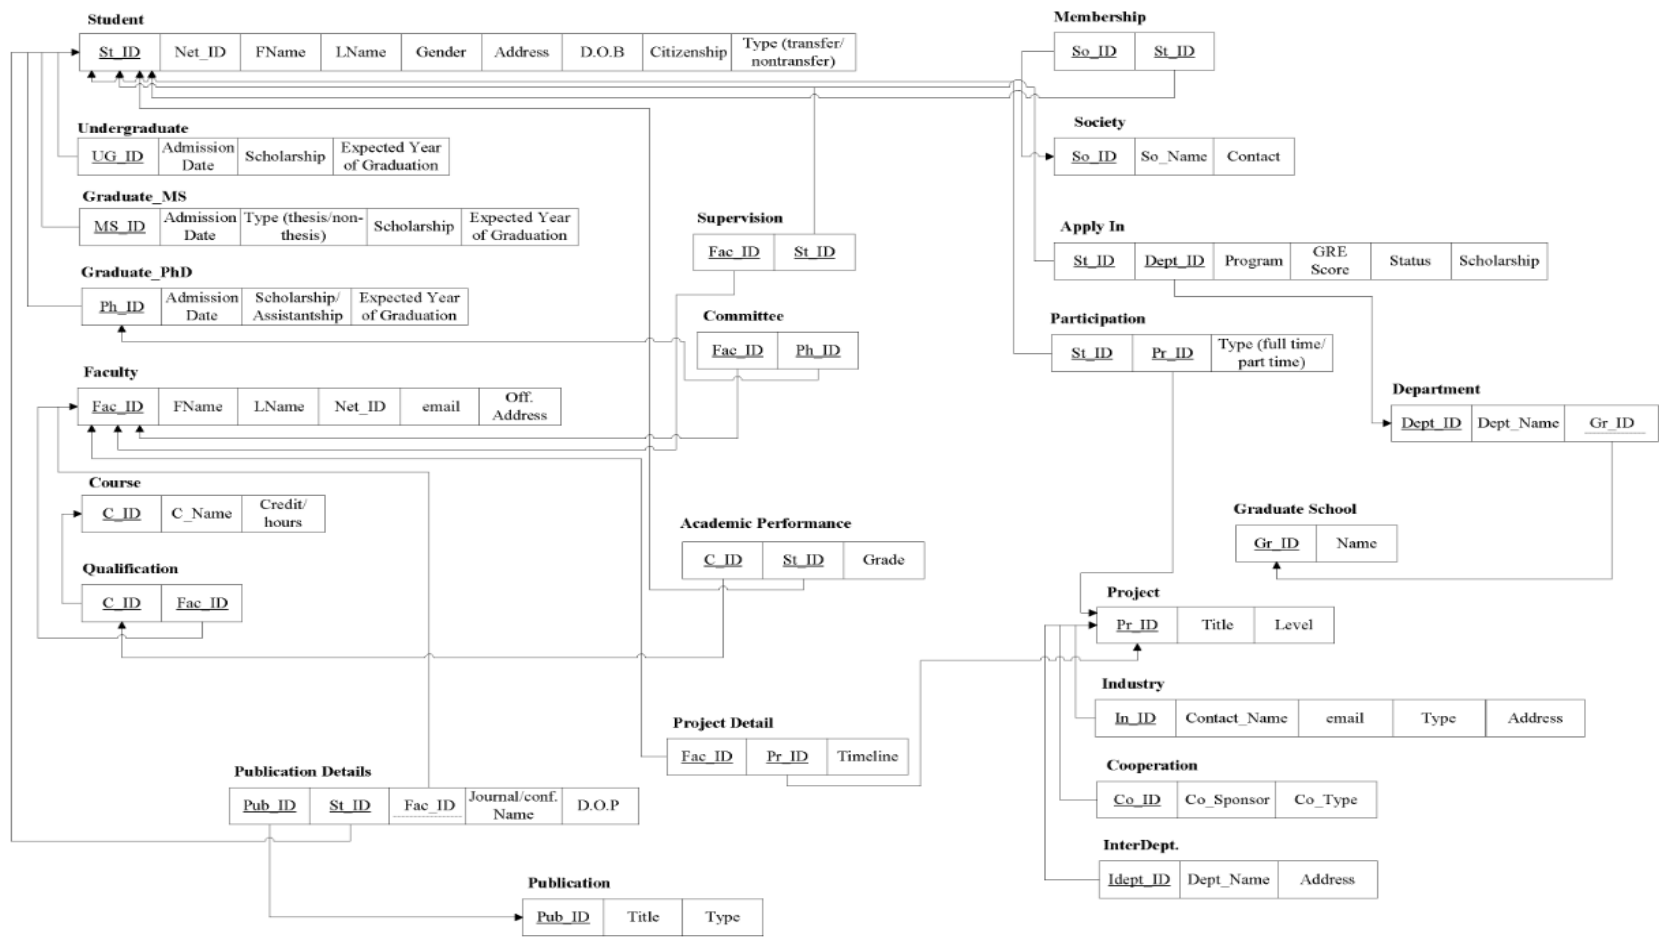 Student
St_ID Net_ID FName LName Gender Address D.O.B Citizenship Type (transfer/
nontransfer)
Membership
So_ID St_ID
Undergraduate
UG_ID Admission
Date Scholarship Expected Year
of Graduation
Society
So_ID So_Name Contact
Graduate_MS
MS_ID Admission
Date Type (thesis/non-
thesis) Scholarship Expected Year
of Graduation
Supervision
Fac_ID St_ID
Apply In
St_ID Dept_ID Program GRE
Score Status Scholarship
Graduate_PhD
Ph_ID Admission
Date Scholarship/
Assistantship Expected Year
of Graduation
Committee
Fac_ID Ph_ID
Participation
St_ID Pr_ID Type (full time/
part time)
Faculty
Fac_ID FName LName Net_ID email Off.
Address
Department
Dept_ID Dept_Name Gr_ID
Course
C_ID C_Name Credit/
hours
Graduate School
Gr_ID Name
Academic Performance
C_ID St_ID Grade
Qualification
C_ID Fac_ID
Project
Pr_ID Title Level
Industry
In_ID Contact_Name email Type Address
Project Detail
Fac_ID Pr_ID Timeline
Cooperation
Co_ID Co_Sponsor Co_Type
Publication Details
Pub_ID St_ID Fac_ID Journal/conf.
Name D.O.P
InterDept.
Idept_ID Dept_Name Address
Publication
Pub_ID Title Type